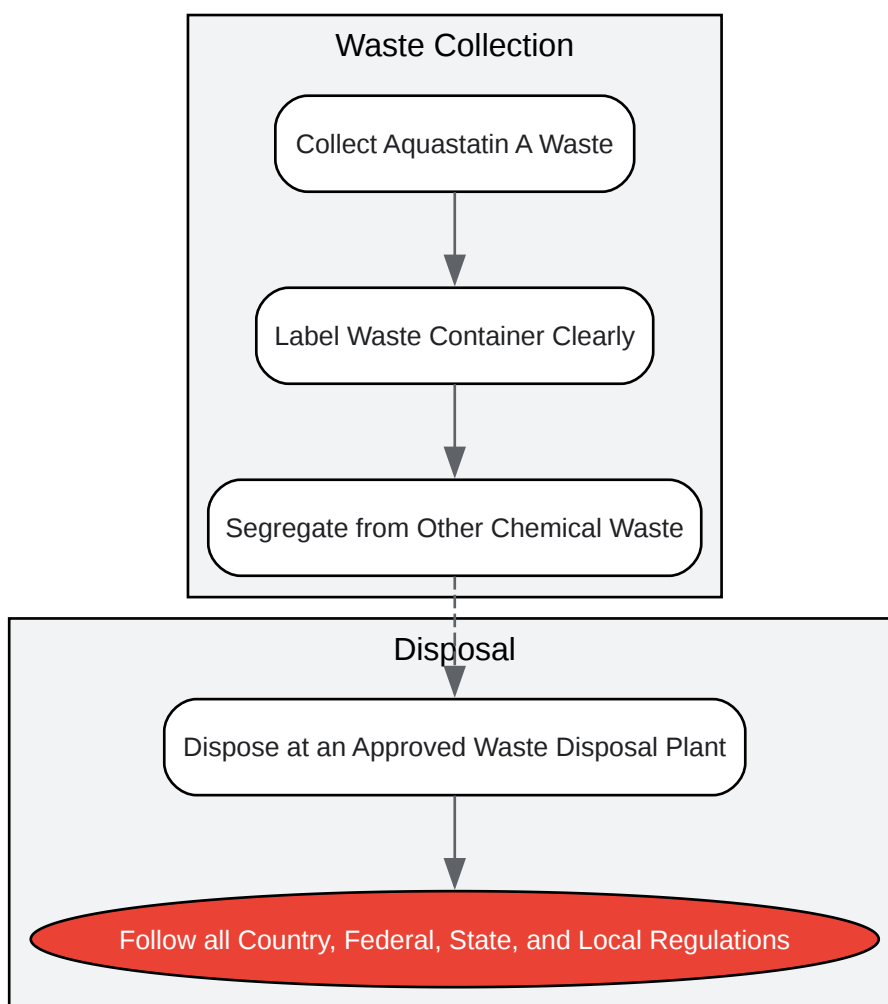 Waste Collection
Collect Aquastatin A Waste
Label Waste Container Clearly
Segregate from Other Chemical Waste
Disposal
Dispose at an Approved Waste Disposal Plant
Follow all Country, Federal, State, and Local Regulations